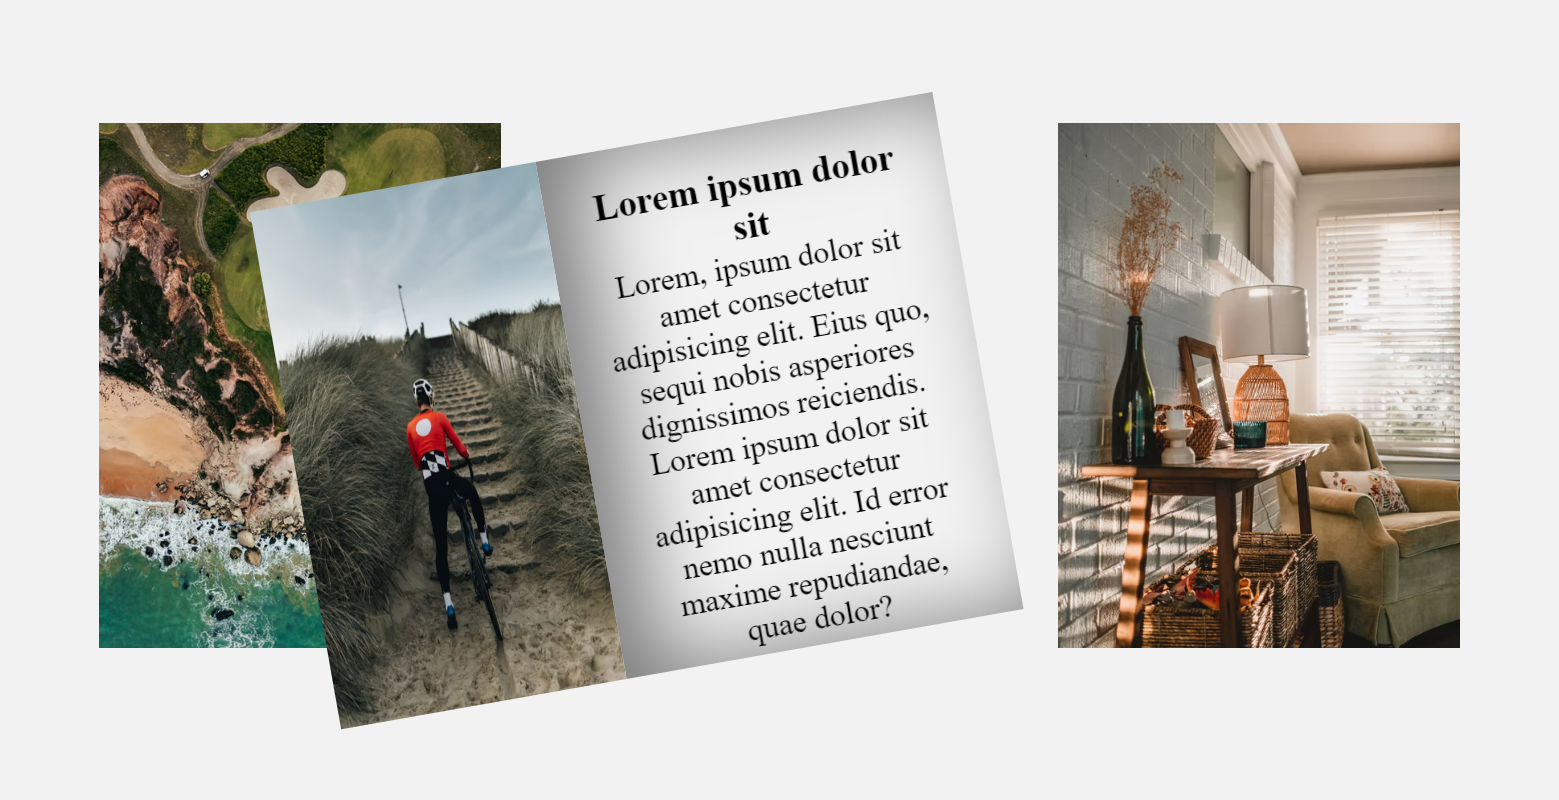 Lorem ipsum dolor
sit
Lorem, ipsum dolor sit
amet consectetur
adipisicing elit. Eius quo,
sequi nobis asperiores
dignissimos reiciendis.
Lorem ipsum dolor sit
amet consectetur
adipisicing elit. Id error
nemo nulla nesciunt
maxime repudiandae,
quae dolor?